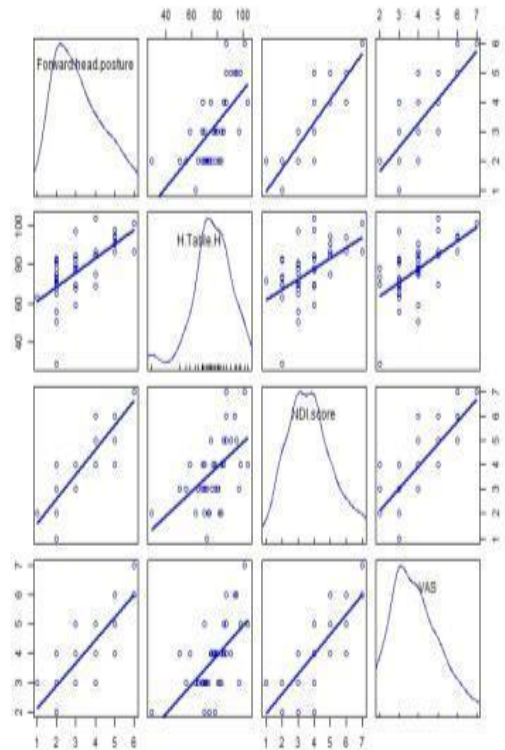 40 60 80 100
2 3 4 5 6 7
Forward.head.posture
1 2 3 4 5 6
40 60 80 100
H.Table.H
NDI.score
1 2 3 4 5 6 7
2 3 4 5 6 7
VAS
1 2 3 4 5 6
1 2 3 4 5 6 7